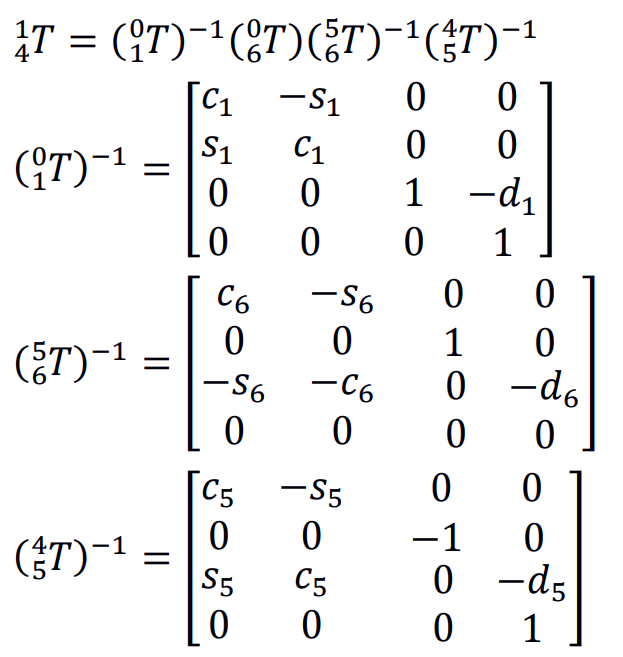 ¹₄T = (⁰₁T)⁻¹(⁰₆T)(⁵₆T)⁻¹(⁴₅T)⁻¹
c₁ −s₁ 0 0
s₁ c₁ 0 0
(⁰₁T)⁻¹ =
0 0 1 −d₁
0 0 0 1
c₆ −s₆ 0 0
0 0 1 0
(⁵₆T)⁻¹ =
−s₆ −c₆ 0 −d₆
0 0 0 0
c₅ −s₅ 0 0
0 0 −1 0
(⁴₅T)⁻¹ =
s₅ c₅ 0 −d₅
0 0 0 1